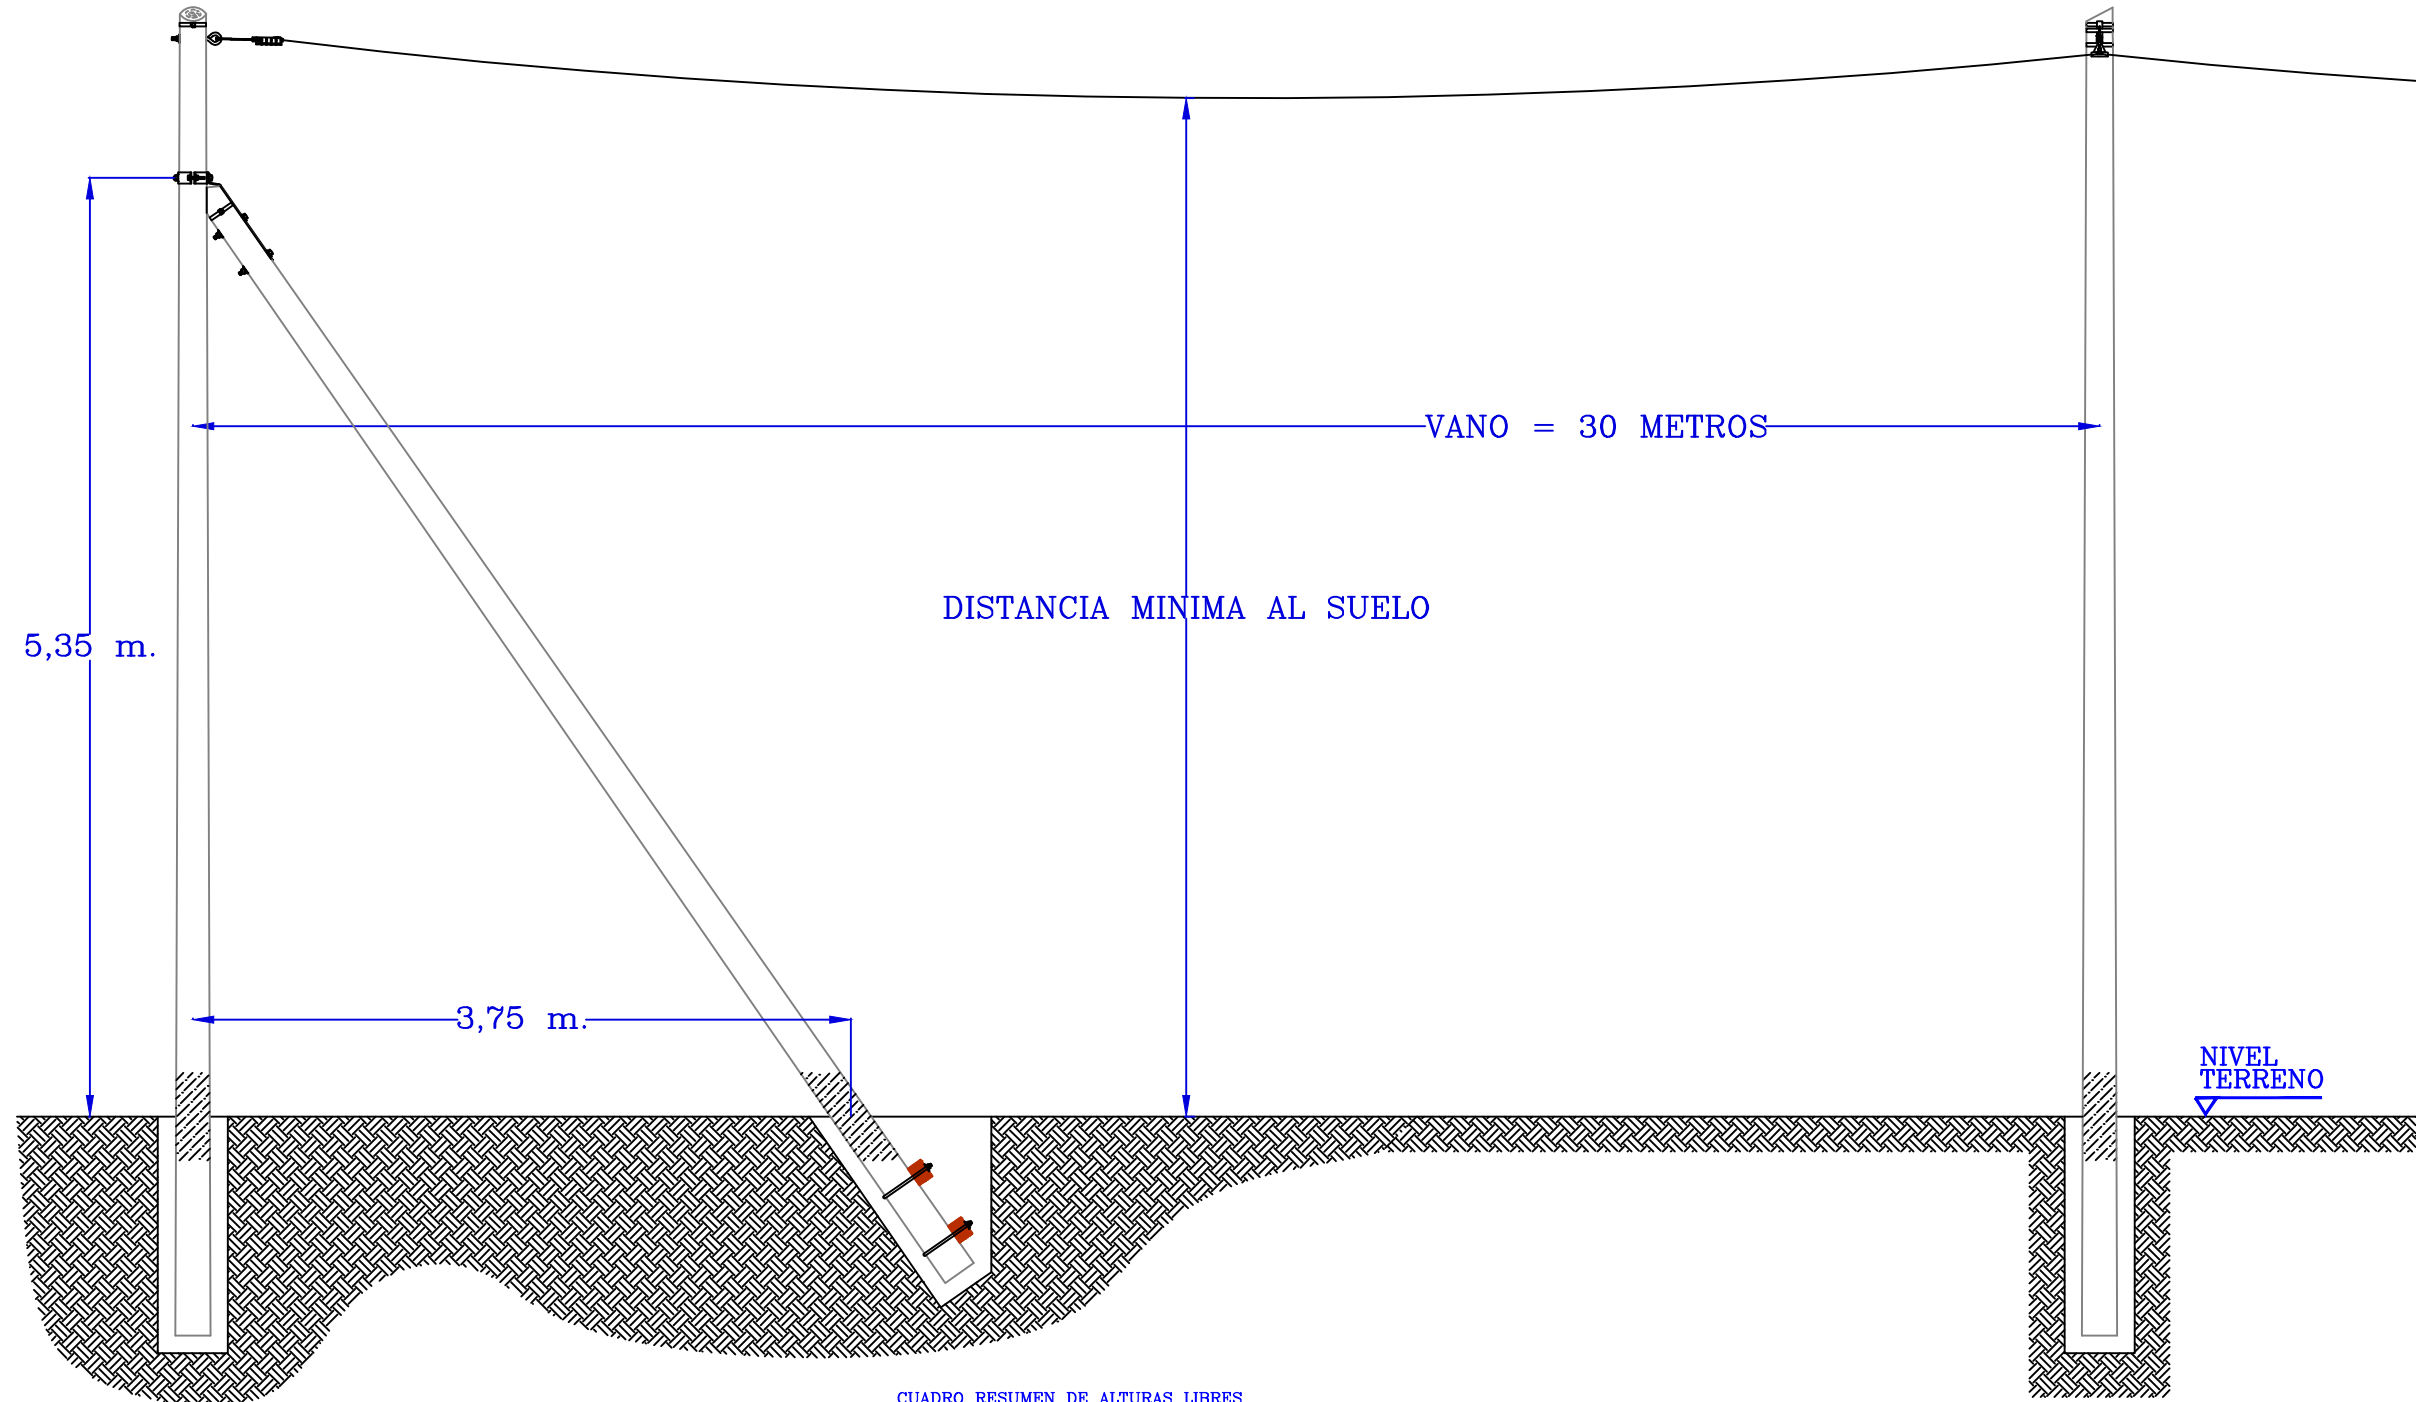 VANO = 30 METROS
DISTANCIA MINIMA AL SUELO
5,35 m.
3,75 m.
NIVEL
TERRENO
CUADRO RESUMEN DE ALTURAS LIBRES